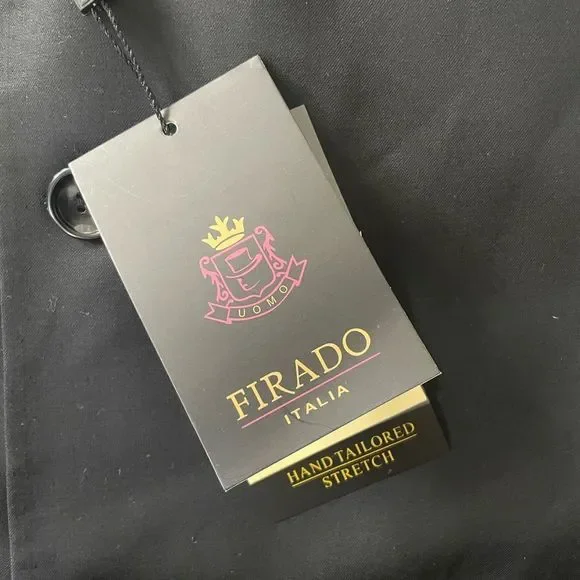 UOMO
FIRADO
ITALIA
HAND TAILORED
STRETCH